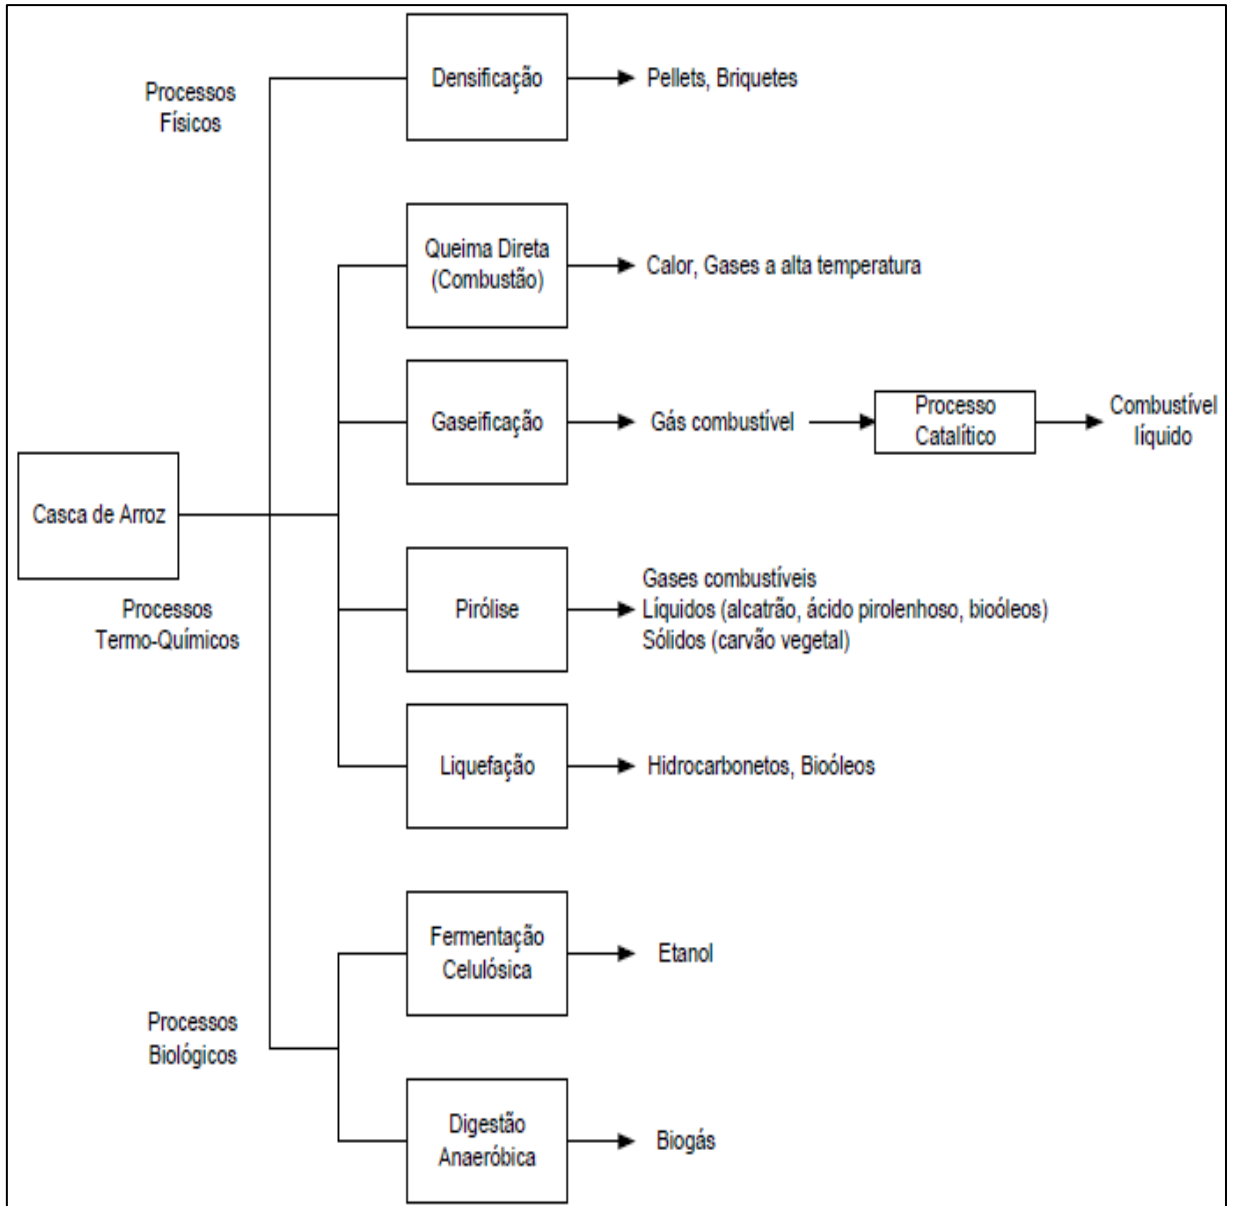 Processos
Físicos
Densificação
Pellets, Briquetes
Queima Direta
(Combustão)
Calor, Gases a alta temperatura
Gaseificação
Gás combustível
Processo
Catalítico
Combustível
líquido
Casca de Arroz
Processos
Termo-Químicos
Pirólise
Gases combustíveis
Líquidos (alcatrão, ácido pirolenhoso, bioóleos)
Sólidos (carvão vegetal)
Liquefação
Hidrocarbonetos, Bioóleos
Fermentação
Celulósica
Etanol
Processos
Biológicos
Digestão
Anaeróbica
Biogás